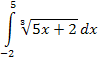 5
∫ ∛(5x + 2) dx
-2